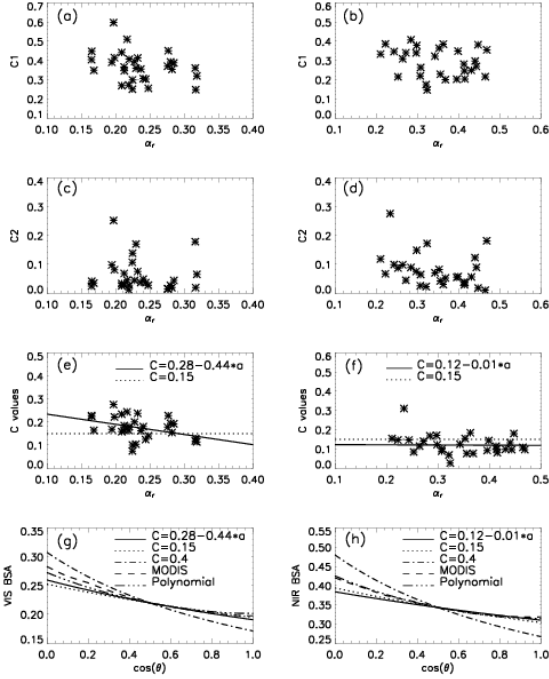 (a)
C1
0.7
0.6
0.5
0.4
0.3
0.2
0.1
0.0
0.10 0.15 0.20 0.25 0.30 0.35 0.40
αr
(b)
C1
0.6
0.5
0.4
0.3
0.2
0.1
0.0
0.1 0.2 0.3 0.4 0.5 0.6
αr
(c)
C2
0.4
0.3
0.2
0.1
0.0
0.10 0.15 0.20 0.25 0.30 0.35 0.40
αr
(d)
C2
0.4
0.3
0.2
0.1
0.0
0.1 0.2 0.3 0.4 0.5 0.6
αr
(e)
C=0.28-0.44*a
C=0.15
C values
0.5
0.4
0.3
0.2
0.1
0.0
0.10 0.15 0.20 0.25 0.30 0.35 0.40
αr
(f)
C=0.12-0.01*a
C=0.15
C values
0.5
0.4
0.3
0.2
0.1
0.0
0.1 0.2 0.3 0.4 0.5 0.6
αr
(g)
C=0.28-0.44*a
C=0.15
C=0.4
MODIS
Polynomial
VIS BSA
0.35
0.30
0.25
0.20
0.15
0.0 0.2 0.4 0.6 0.8 1.0
cos(θ)
(h)
C=0.12-0.01*a
C=0.15
C=0.4
MODIS
Polynomial
NIR BSA
0.55
0.50
0.45
0.40
0.35
0.30
0.25
0.0 0.2 0.4 0.6 0.8 1.0
cos(θ)